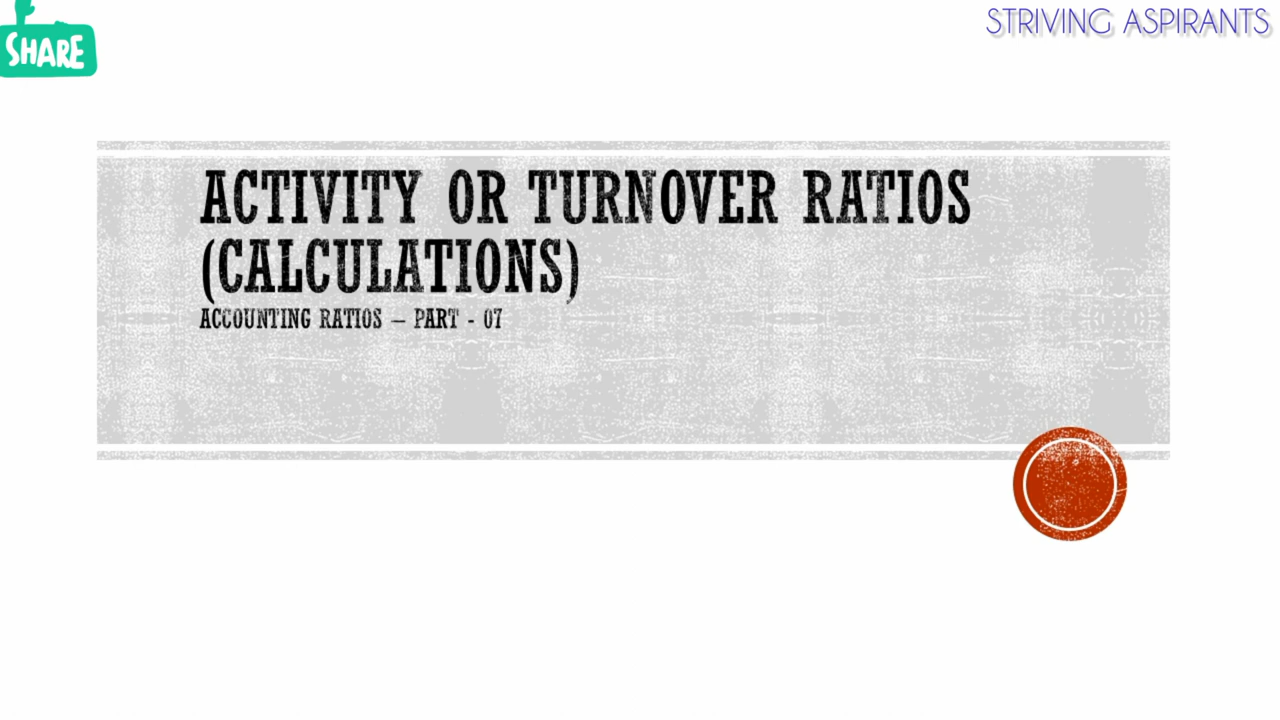 SHARE
STRIVING ASPIRANTS
ACTIVITY OR TURNOVER RATIOS
(CALCULATIONS)
ACCOUNTING RATIOS – PART - 07